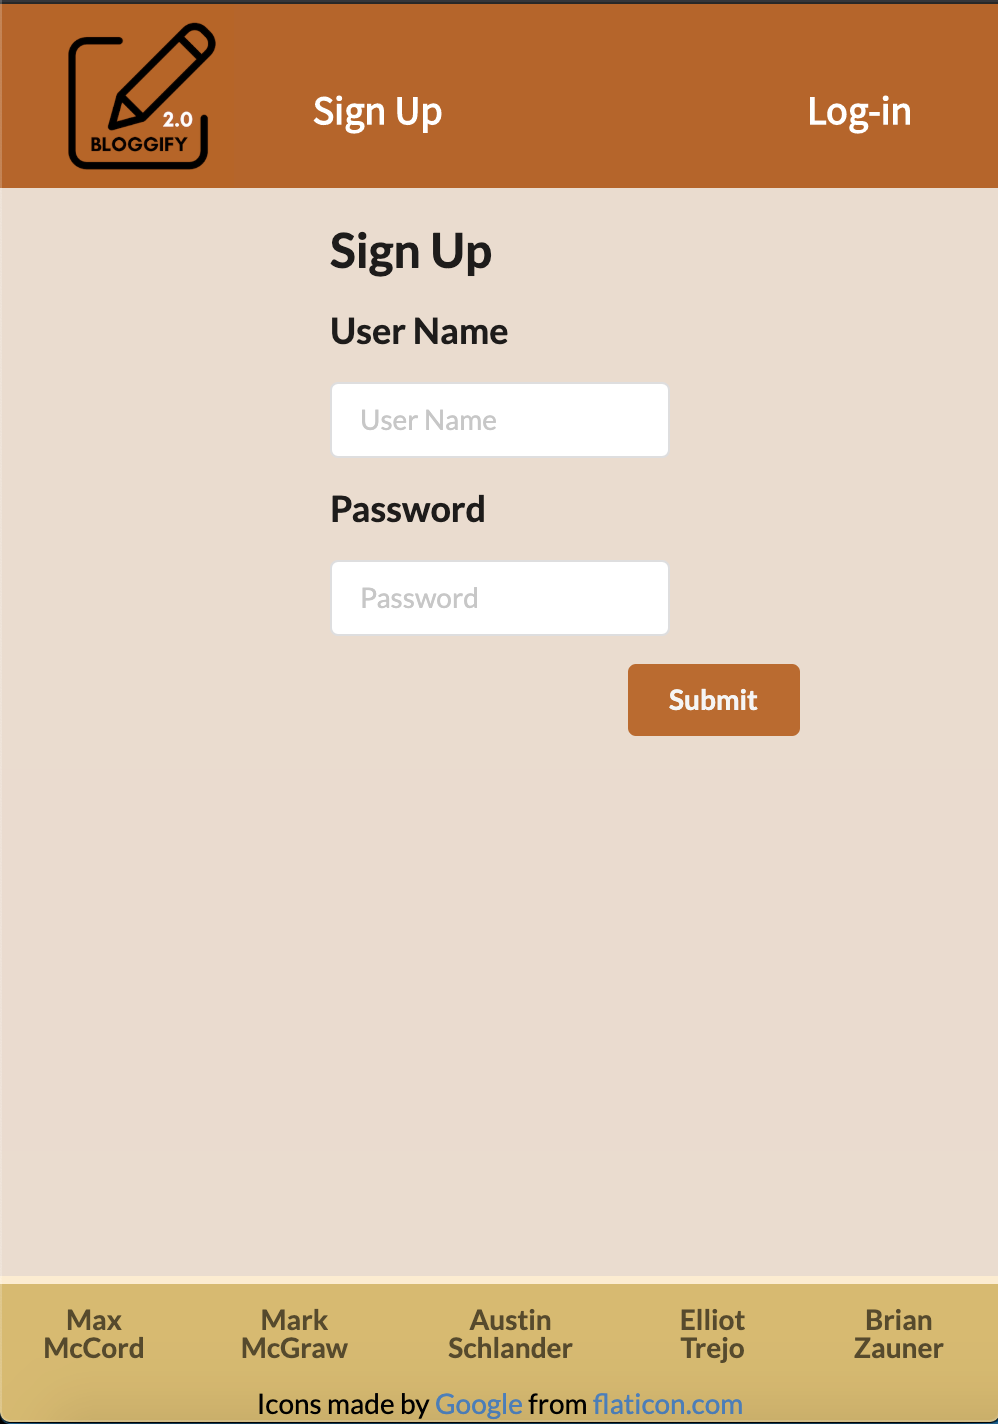 2.0
BLOGGIFY
Sign Up
Log-in
Sign Up
User Name
User Name
Password
Password
Submit
Max
McCord
Mark
McGraw
Austin
Schlander
Elliot
Trejo
Brian
Zauner
Icons made by Google from flaticon.com